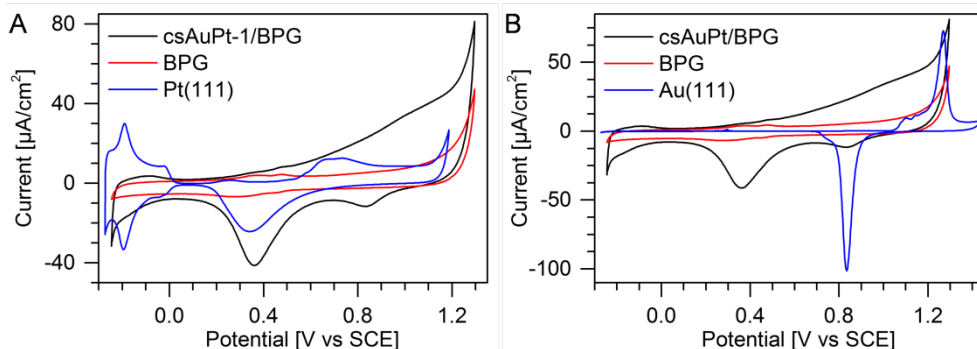 A
csAuPt-1/BPG
BPG
Pt(111)
80
40
0
-40
Current [µA/cm²]
0.0 0.4 0.8 1.2
Potential [V vs SCE]
B
csAuPt/BPG
BPG
Au(111)
50
0
-50
-100
Current [µA/cm²]
0.0 0.4 0.8 1.2
Potential [V vs SCE]